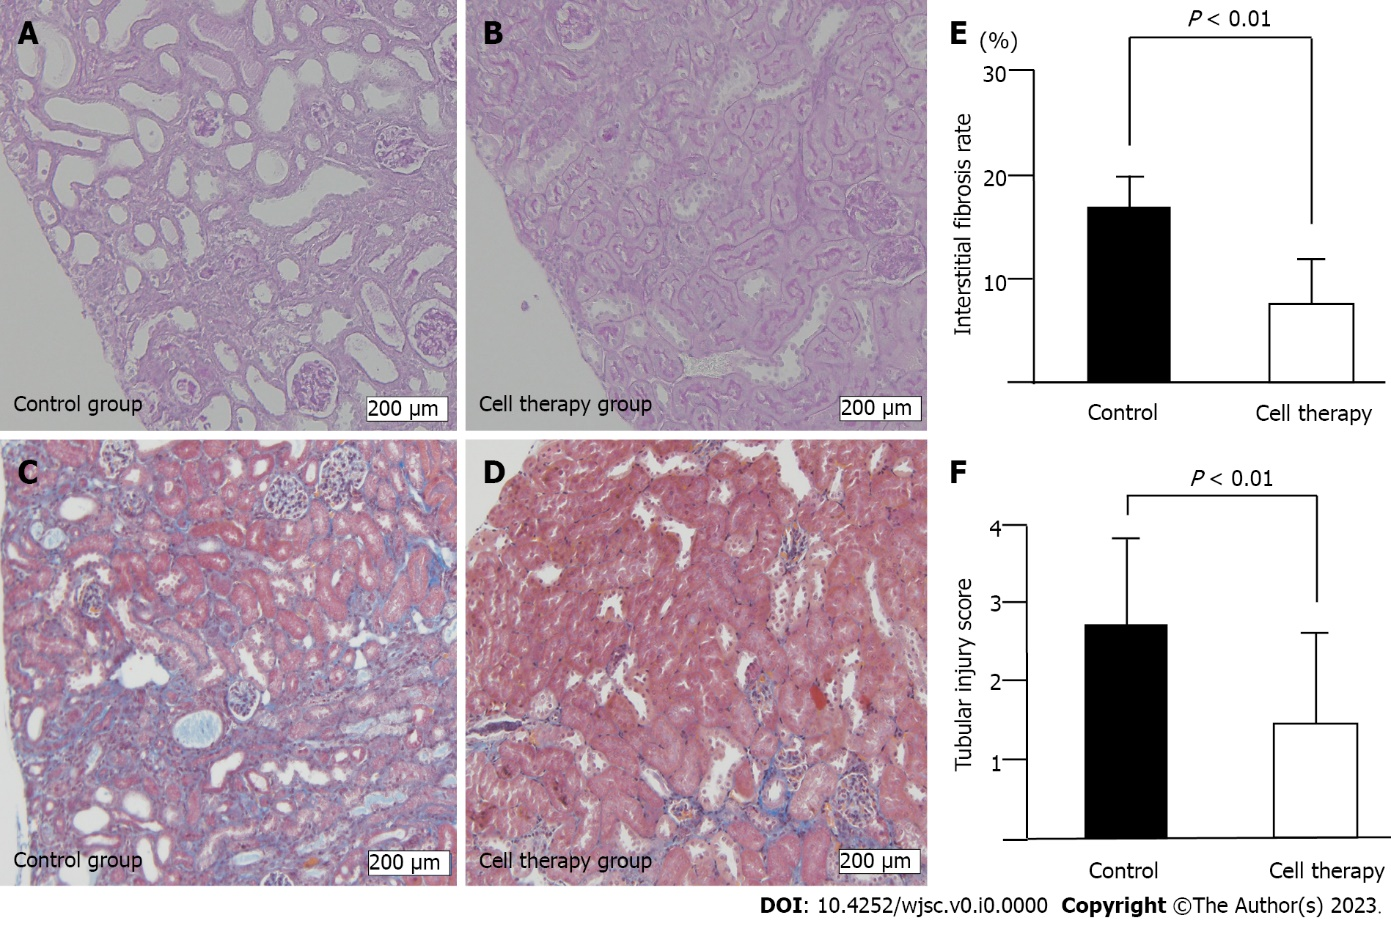 A
Control group
200 µm
B
Cell therapy group
200 µm
C
Control group
200 µm
D
Cell therapy group
200 µm
E
(%)
P < 0.01
30
20
10
Interstitial fibrosis rate
Control
Cell therapy
F
P < 0.01
4
3
2
1
Tubular injury score
Control
Cell therapy
DOI: 10.4252/wjsc.v0.i0.0000 Copyright ©The Author(s) 2023.